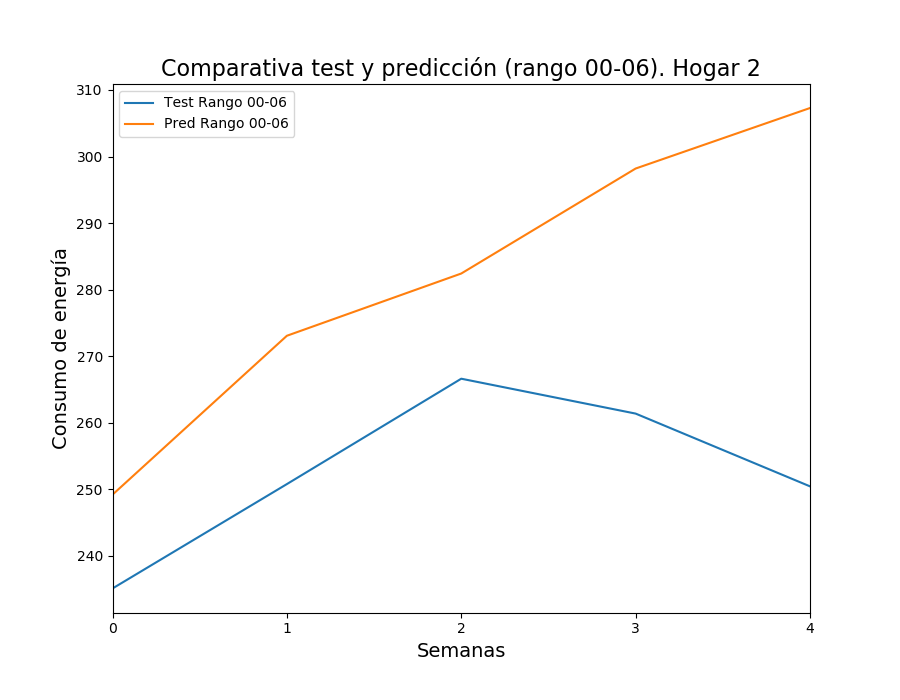 Comparativa test y predicción (rango 00-06). Hogar 2
Test Rango 00-06
Pred Rango 00-06
310
300
290
280
270
260
250
240
Consumo de energía
0 1 2 3 4
Semanas